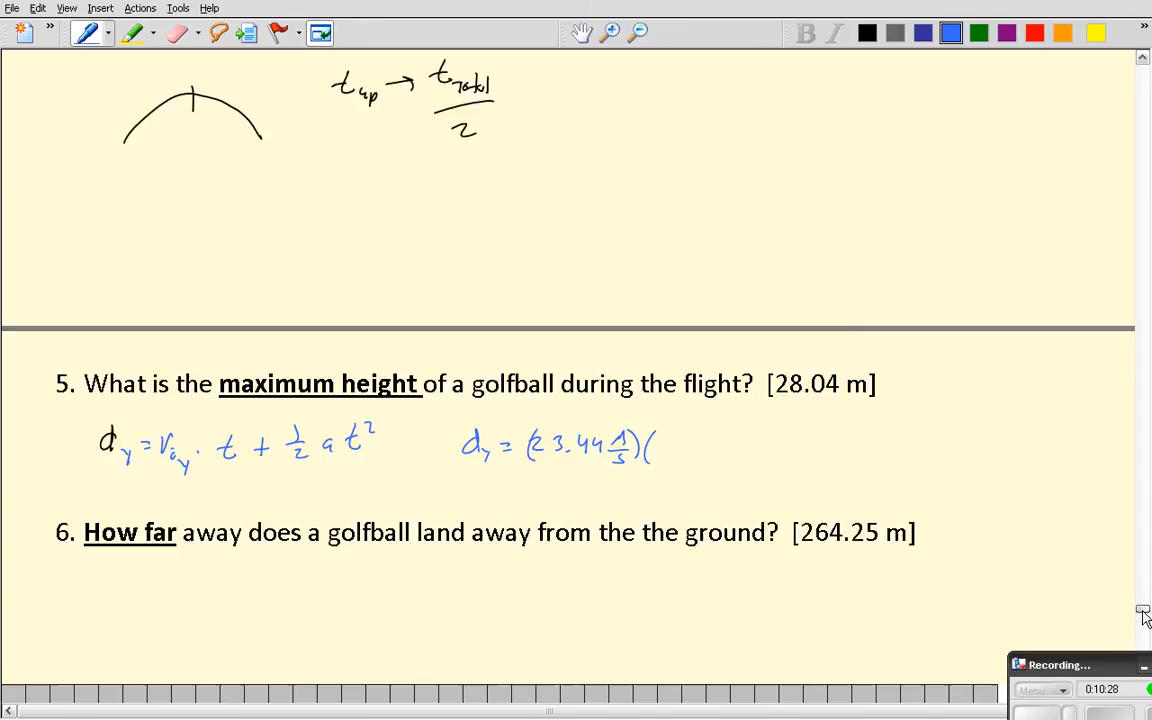 File Edit View Insert Actions Tools Help
t_up → t_Total / 2
5. What is the maximum height of a golfball during the flight? [28.04 m]
d_y = v_iy · t + 1/2 a t² d_y = (23.44 m/s)(
6. How far away does a golfball land away from the the ground? [264.25 m]
Recording...
Menu 0:10:28